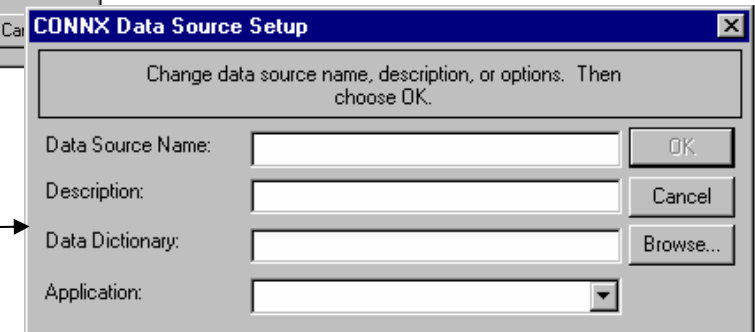 Ca
CONNX Data Source Setup
Change data source name, description, or options. Then
choose OK.
Data Source Name:
OK
Description:
Cancel
Data Dictionary:
Browse...
Application: